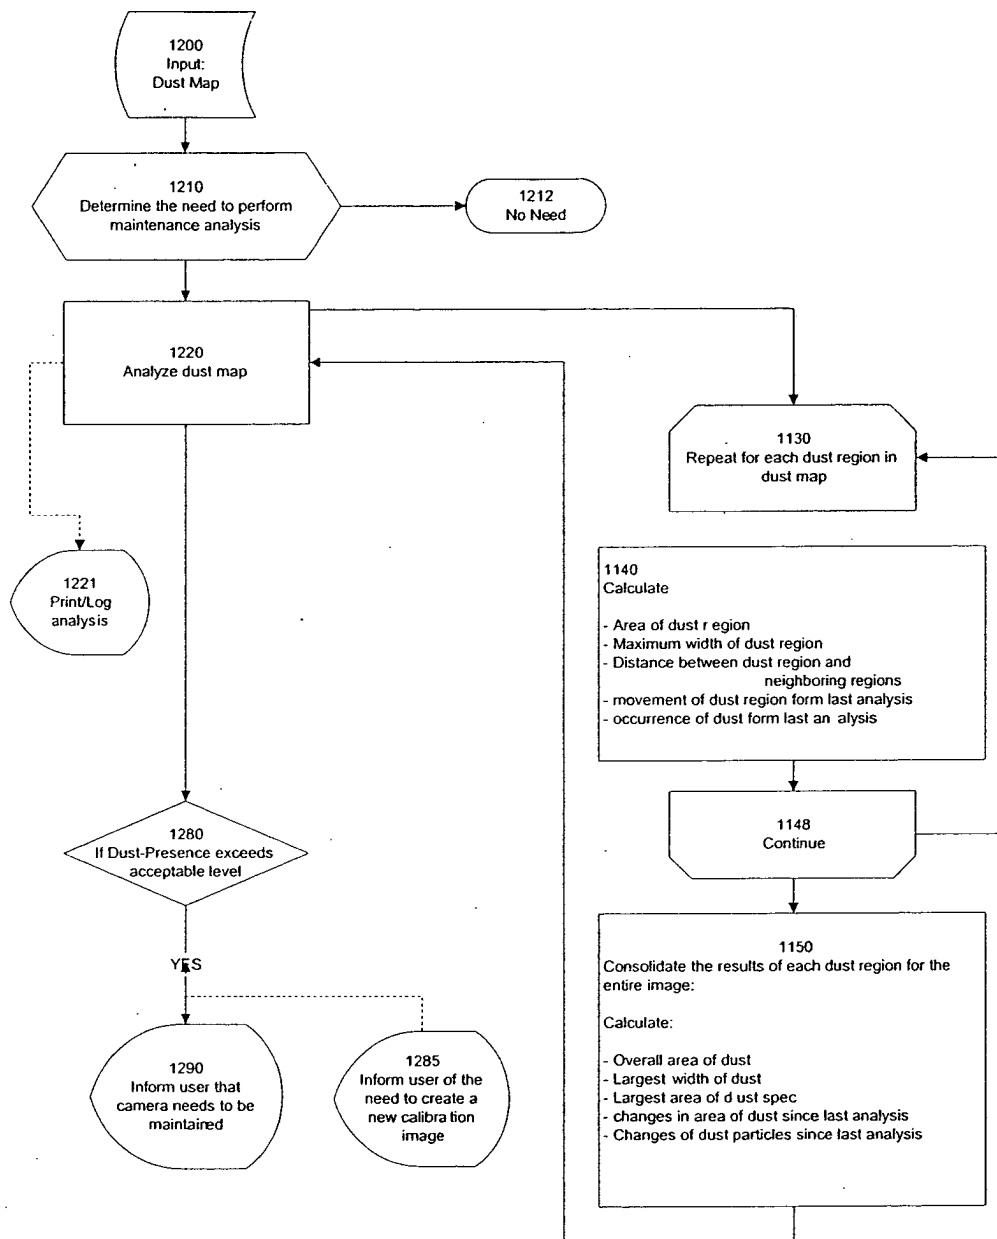 1200
Input:
Dust Map
1210
Determine the need to perform
maintenance analysis
1212
No Need
1220
Analyze dust map
1130
Repeat for each dust region in
dust map
1221
Print/Log
analysis
1140
Calculate
- Area of dust r egion
- Maximum width of dust region
- Distance between dust region and
neighboring regions
- movement of dust region form last analysis
- occurrence of dust form last an alysis
1148
Continue
1280
If Dust-Presence exceeds
acceptable level
YES
1290
Inform user that
camera needs to be
maintained
1285
Inform user of the
need to create a
new calibration
image
1150
Consolidate the results of each dust region for the
entire image:
Calculate:
- Overall area of dust
- Largest width of dust
- Largest area of d ust spec
- changes in area of dust since last analysis
- Changes of dust particles since last analysis